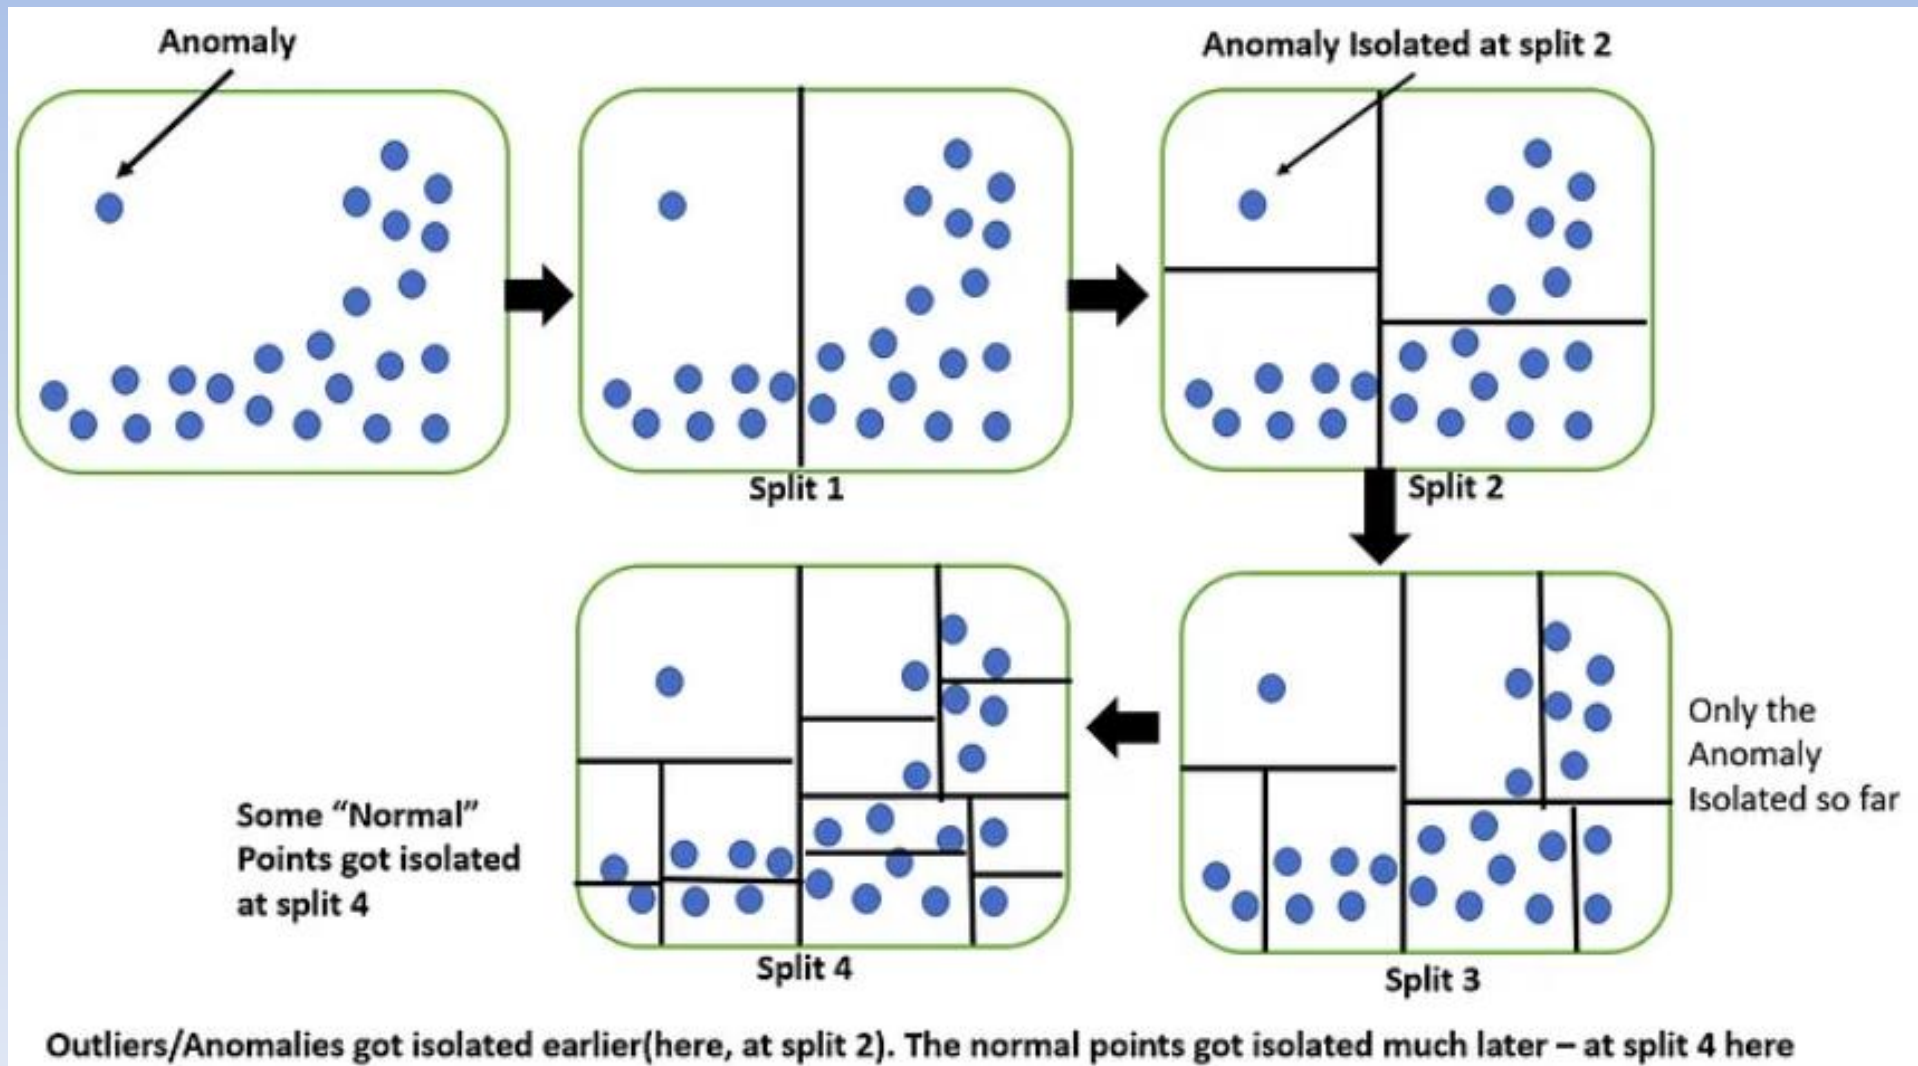 Anomaly
Anomaly Isolated at split 2
Split 1
Split 2
Only the
Anomaly
Isolated so far
Split 3
Some “Normal”
Points got isolated
at split 4
Split 4
Outliers/Anomalies got isolated earlier(here, at split 2). The normal points got isolated much later – at split 4 here